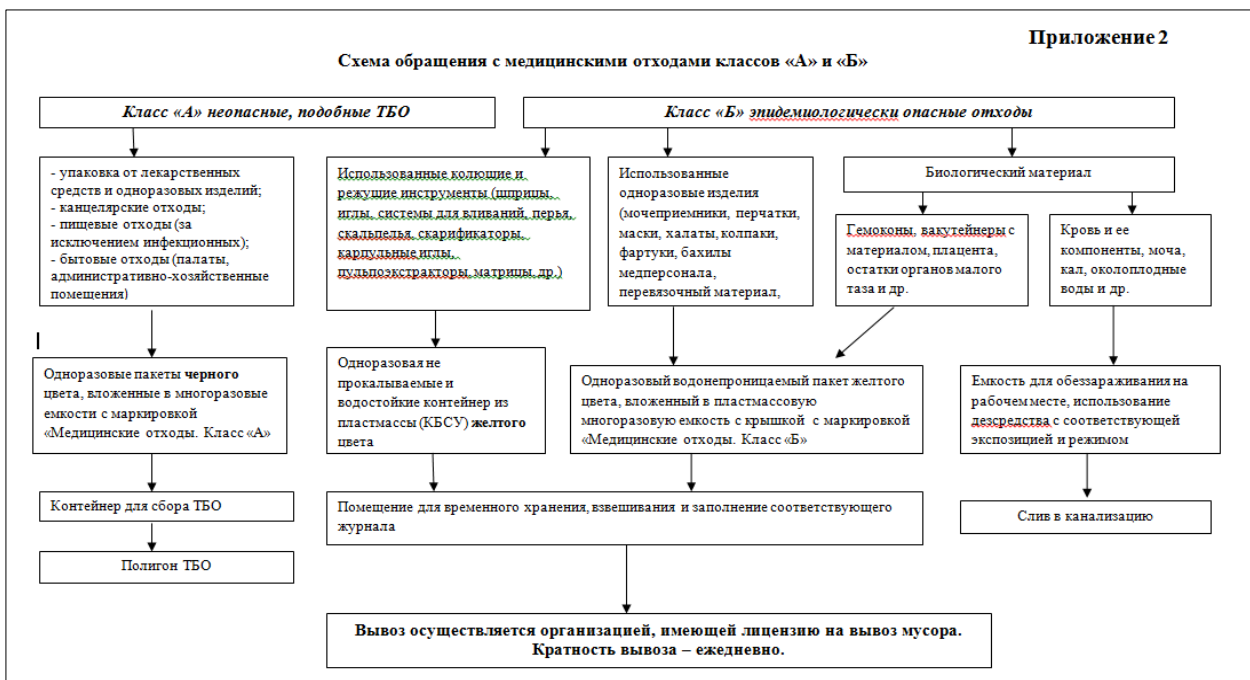 Приложение 2
Схема обращения с медицинскими отходами классов «А» и «Б»
Класс «А» неопасные, подобные ТБО
Класс «Б» эпидемиологически опасные отходы
- упаковка от лекарственных
средств и одноразовых изделий;
- канцелярские отходы;
- пищевые отходы (за
исключением инфекционных);
- бытовые отходы (палаты,
административно-хозяйственные
помещения)
Использованные колющие и
режущие инструменты (шприцы,
иглы, системы для вливаний, перья,
скальпелья, скарификаторы,
карпульные иглы,
пульпоэкстракторы, матрицы, др.)
Использованные
одноразовые изделия
(мочеприемники, перчатки,
маски, халаты, колпаки,
фартуки, бахилы
медперсонала,
перевязочный материал,
Биологический материал
Гемоконы, вакутейнеры с
материалом, плацента,
остатки органов малого
таза и др.
Кровь и ее
компоненты, моча,
кал, околоплодные
воды и др.
Одноразовые пакеты черного
цвета, вложенные в многоразовые
емкости с маркировкой
«Медицинские отходы. Класс «А»
Одноразовая не
прокалываемые и
водостойкие контейнер из
пластмассы (КБСУ) желтого
цвета
Одноразовый водонепроницаемый пакет желтого
цвета, вложенный в пластмассовую
многоразовую емкость с крышкой с маркировкой
«Медицинские отходы. Класс «Б»
Емкость для обеззараживания на
рабочем месте, использование
дезсредства с соответствующей
экспозицией и режимом
Контейнер для сбора ТБО
Помещение для временного хранения, взвешивания и заполнение соответствующего
журнала
Слив в канализацию
Полигон ТБО
Вывоз осуществляется организацией, имеющей лицензию на вывоз мусора.
Кратность вывоза – ежедневно.